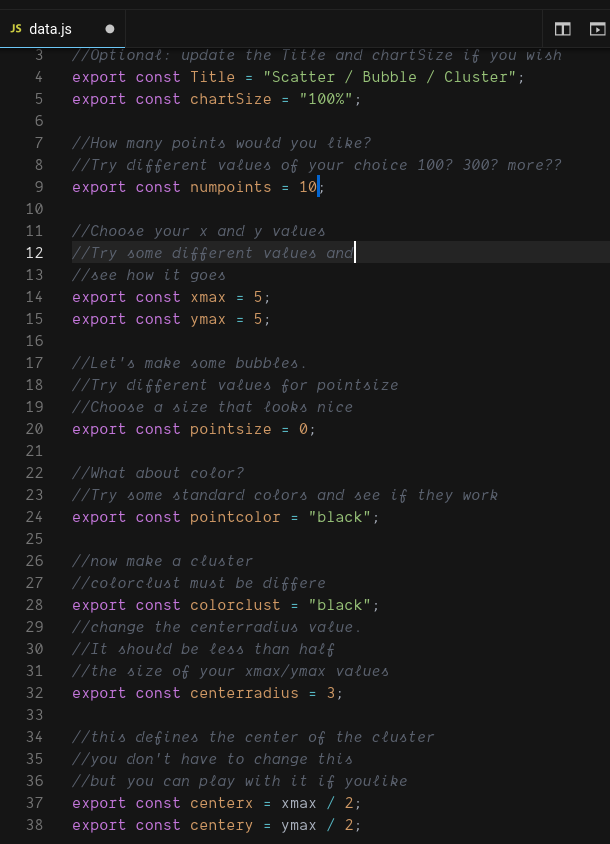 JS data.js
3 //Optional: update the Title and chartSize if you wish
4 export const Title = "Scatter / Bubble / Cluster";
5 export const chartSize = "100%";
6
7 //How many points would you like?
8 //Try different values of your choice 100? 300? more??
9 export const numpoints = 10;
10
11 //Choose your x and y values
12 //Try some different values and
13 //see how it goes
14 export const xmax = 5;
15 export const ymax = 5;
16
17 //Let's make some bubbles.
18 //Try different values for pointsize
19 //Choose a size that looks nice
20 export const pointsize = 0;
21
22 //What about color?
23 //Try some standard colors and see if they work
24 export const pointcolor = "black";
25
26 //now make a cluster
27 //colorclust must be differe
28 export const colorclust = "black";
29 //change the centerradius value.
30 //It should be less than half
31 //the size of your xmax/ymax values
32 export const centerradius = 3;
33
34 //this defines the center of the cluster
35 //you don't have to change this
36 //but you can play with it if youlike
37 export const centerx = xmax / 2;
38 export const centery = ymax / 2;